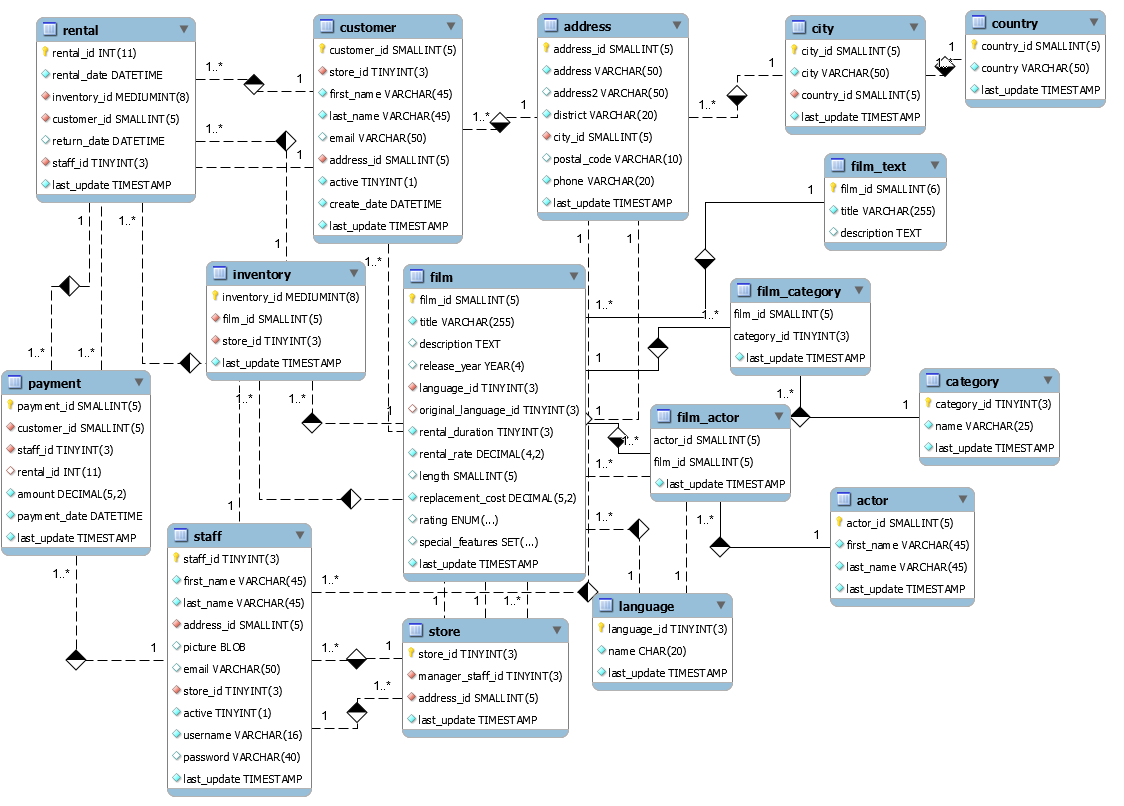 rental
rental_id INT(11)
rental_date DATETIME
inventory_id MEDIUMINT(8)
customer_id SMALLINT(5)
return_date DATETIME
staff_id TINYINT(3)
last_update TIMESTAMP
customer
customer_id SMALLINT(5)
store_id TINYINT(3)
first_name VARCHAR(45)
last_name VARCHAR(45)
email VARCHAR(50)
address_id SMALLINT(5)
active TINYINT(1)
create_date DATETIME
last_update TIMESTAMP
address
address_id SMALLINT(5)
address VARCHAR(50)
address2 VARCHAR(50)
district VARCHAR(20)
city_id SMALLINT(5)
postal_code VARCHAR(10)
phone VARCHAR(20)
last_update TIMESTAMP
city
city_id SMALLINT(5)
city VARCHAR(50)
country_id SMALLINT(5)
last_update TIMESTAMP
country
country_id SMALLINT(5)
country VARCHAR(50)
last_update TIMESTAMP
1..*
1
1..*
1
1..*
1
1..*
1
1
film_text
film_id SMALLINT(6)
title VARCHAR(255)
description TEXT
1
1..*
1
1..*
1
1..*
1
1
inventory
inventory_id MEDIUMINT(8)
film_id SMALLINT(5)
store_id TINYINT(3)
last_update TIMESTAMP
film
film_id SMALLINT(5)
title VARCHAR(255)
description TEXT
release_year YEAR(4)
language_id TINYINT(3)
original_language_id TINYINT(3)
rental_duration TINYINT(3)
rental_rate DECIMAL(4,2)
length SMALLINT(5)
replacement_cost DECIMAL(5,2)
rating ENUM(...)
special_features SET(...)
last_update TIMESTAMP
film_category
film_id SMALLINT(5)
category_id TINYINT(3)
last_update TIMESTAMP
1..*
1..*
1
1..*
1..*
payment
payment_id SMALLINT(5)
customer_id SMALLINT(5)
staff_id TINYINT(3)
rental_id INT(11)
amount DECIMAL(5,2)
payment_date DATETIME
last_update TIMESTAMP
category
category_id TINYINT(3)
name VARCHAR(25)
last_update TIMESTAMP
1..*
1..*
1
1
1..*
1
film_actor
actor_id SMALLINT(5)
film_id SMALLINT(5)
last_update TIMESTAMP
1..*
1..*
actor
actor_id SMALLINT(5)
first_name VARCHAR(45)
last_name VARCHAR(45)
last_update TIMESTAMP
1
1..*
1..*
1
staff
staff_id TINYINT(3)
first_name VARCHAR(45)
last_name VARCHAR(45)
address_id SMALLINT(5)
picture BLOB
email VARCHAR(50)
store_id TINYINT(3)
active TINYINT(1)
username VARCHAR(16)
password VARCHAR(40)
last_update TIMESTAMP
1..*
1..*
1
1
1
1
1..*
language
language_id TINYINT(3)
name CHAR(20)
last_update TIMESTAMP
store
store_id TINYINT(3)
manager_staff_id TINYINT(3)
address_id SMALLINT(5)
last_update TIMESTAMP
1
1..*
1
1..*
1